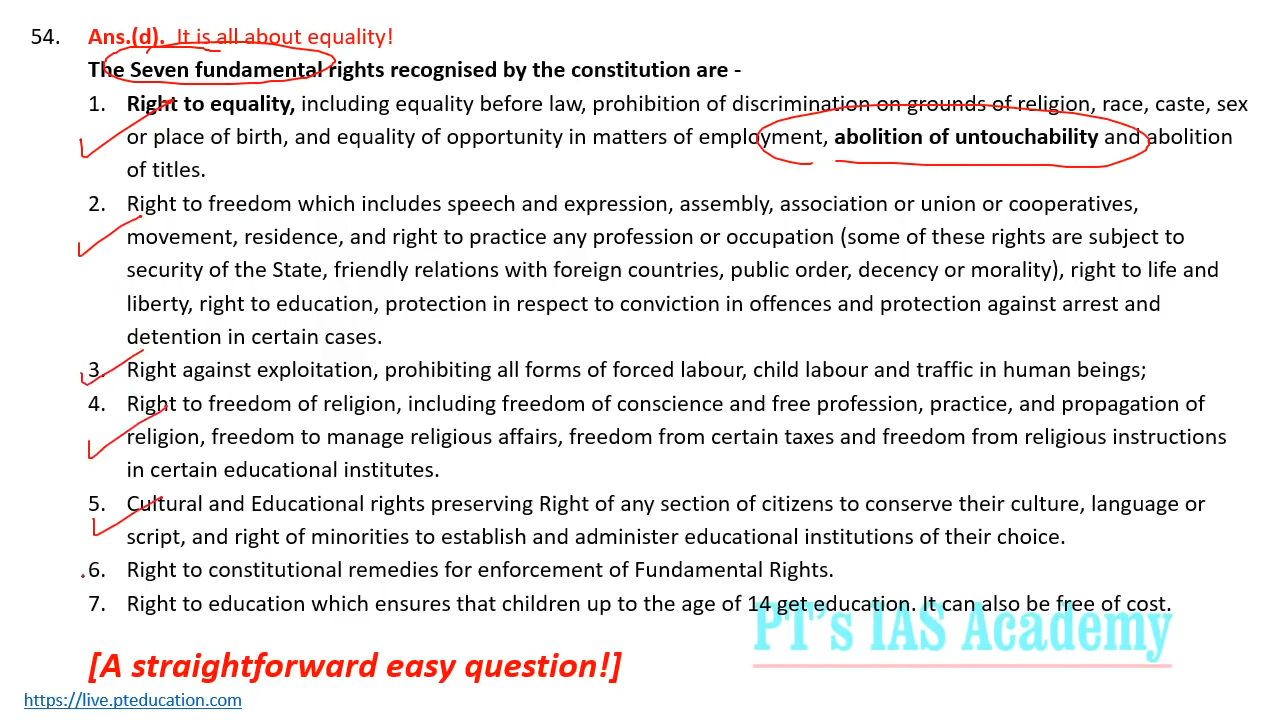 54. Ans.(d). It is all about equality!
The Seven fundamental rights recognised by the constitution are -
1. Right to equality, including equality before law, prohibition of discrimination on grounds of religion, race, caste, sex
or place of birth, and equality of opportunity in matters of employment, abolition of untouchability and abolition
of titles.
2. Right to freedom which includes speech and expression, assembly, association or union or cooperatives,
movement, residence, and right to practice any profession or occupation (some of these rights are subject to
security of the State, friendly relations with foreign countries, public order, decency or morality), right to life and
liberty, right to education, protection in respect to conviction in offences and protection against arrest and
detention in certain cases.
3. Right against exploitation, prohibiting all forms of forced labour, child labour and traffic in human beings;
4. Right to freedom of religion, including freedom of conscience and free profession, practice, and propagation of
religion, freedom to manage religious affairs, freedom from certain taxes and freedom from religious instructions
in certain educational institutes.
5. Cultural and Educational rights preserving Right of any section of citizens to conserve their culture, language or
script, and right of minorities to establish and administer educational institutions of their choice.
6. Right to constitutional remedies for enforcement of Fundamental Rights.
7. Right to education which ensures that children up to the age of 14 get education. It can also be free of cost.
PT's IAS Academy
[A straightforward easy question!]
https://live.pteducation.com